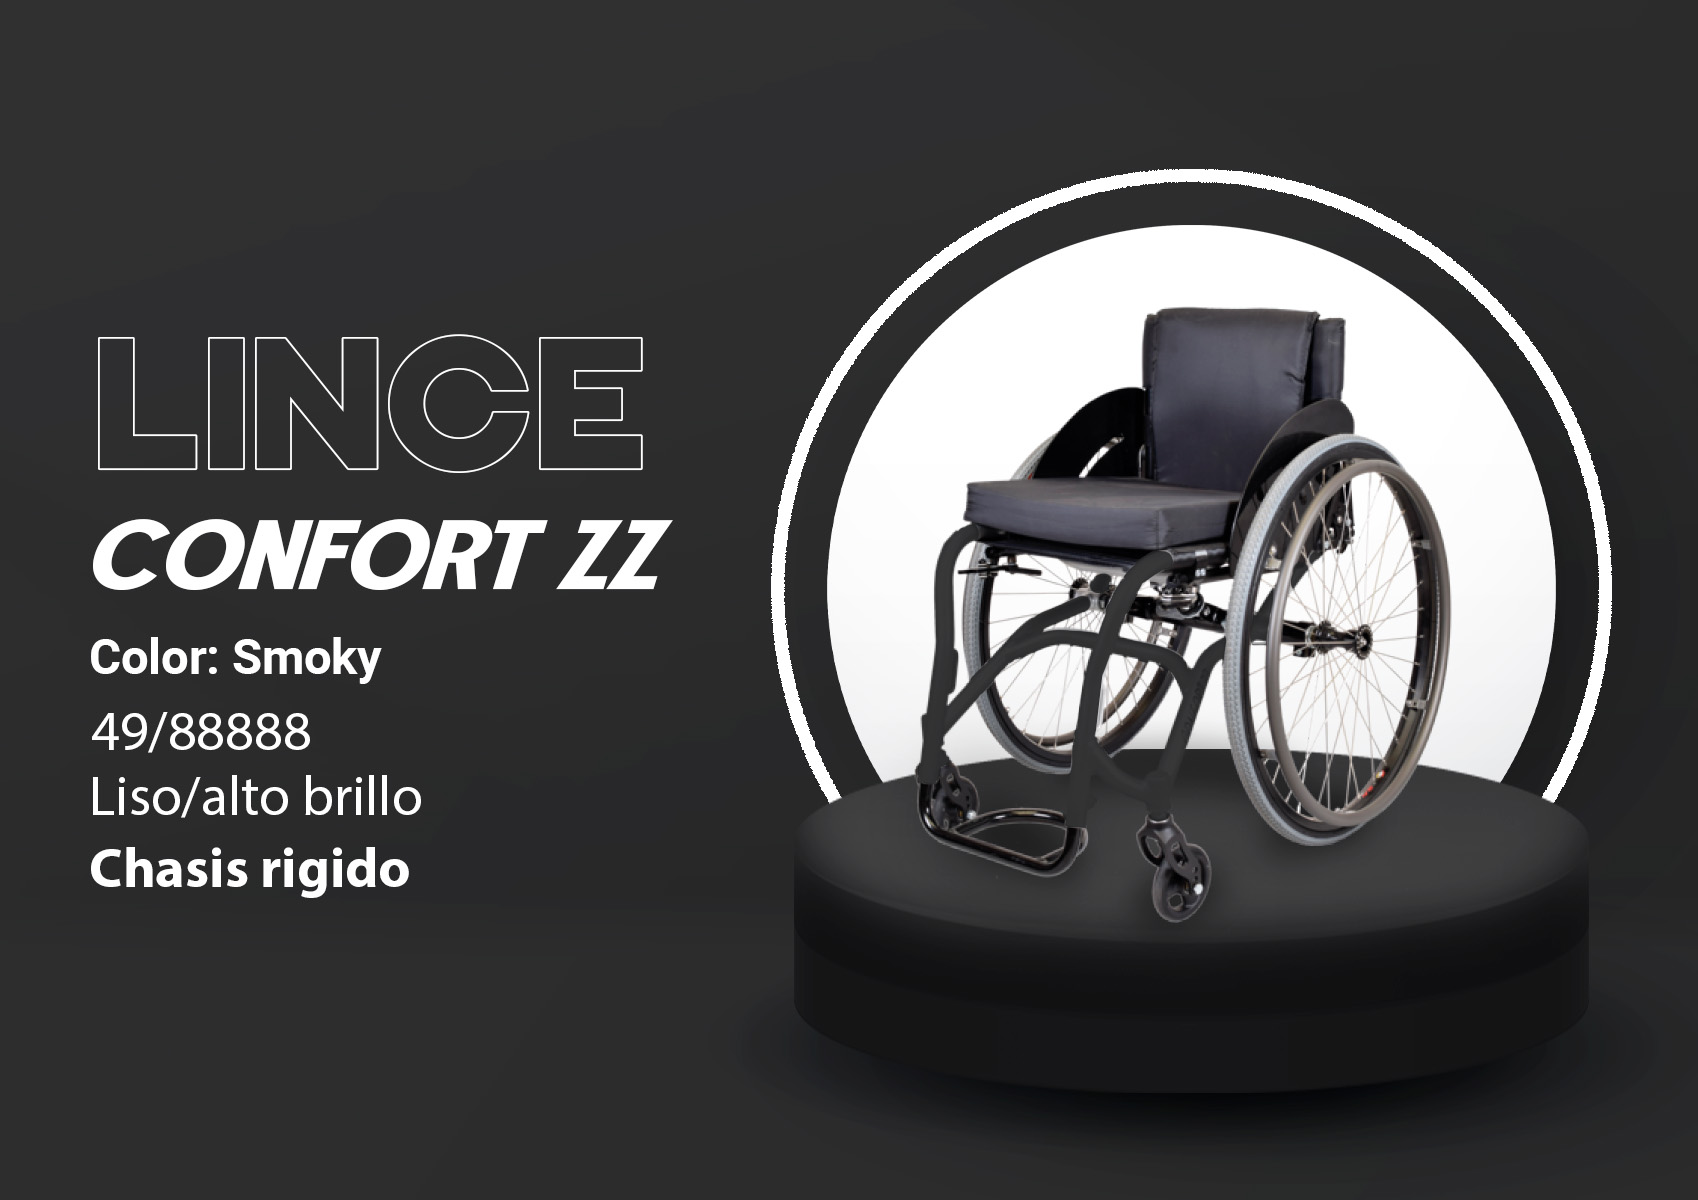 LINCE
CONFORT ZZ
Color: Smoky
49/88888
Liso/alto brillo
Chasis rigido